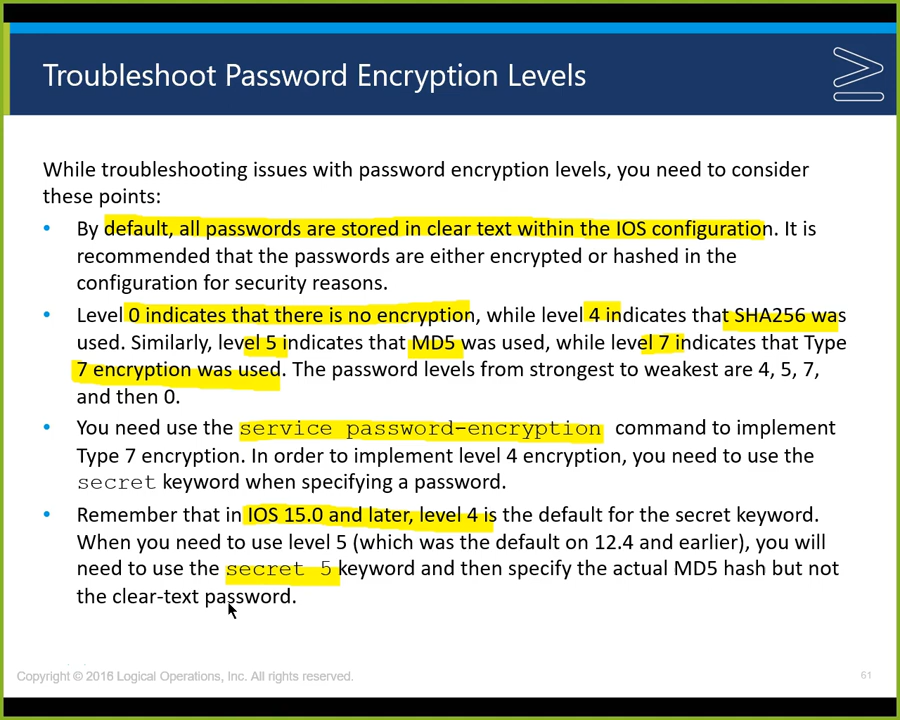 Troubleshoot Password Encryption Levels
While troubleshooting issues with password encryption levels, you need to consider
these points:
• By default, all passwords are stored in clear text within the IOS configuration. It is
recommended that the passwords are either encrypted or hashed in the
configuration for security reasons.
• Level 0 indicates that there is no encryption, while level 4 indicates that SHA256 was
used. Similarly, level 5 indicates that MD5 was used, while level 7 indicates that Type
7 encryption was used. The password levels from strongest to weakest are 4, 5, 7,
and then 0.
• You need use the service password-encryption command to implement
Type 7 encryption. In order to implement level 4 encryption, you need to use the
secret keyword when specifying a password.
• Remember that in IOS 15.0 and later, level 4 is the default for the secret keyword.
When you need to use level 5 (which was the default on 12.4 and earlier), you will
need to use the secret 5 keyword and then specify the actual MD5 hash but not
the clear-text password.
Copyright © 2016 Logical Operations, Inc. All rights reserved.
61